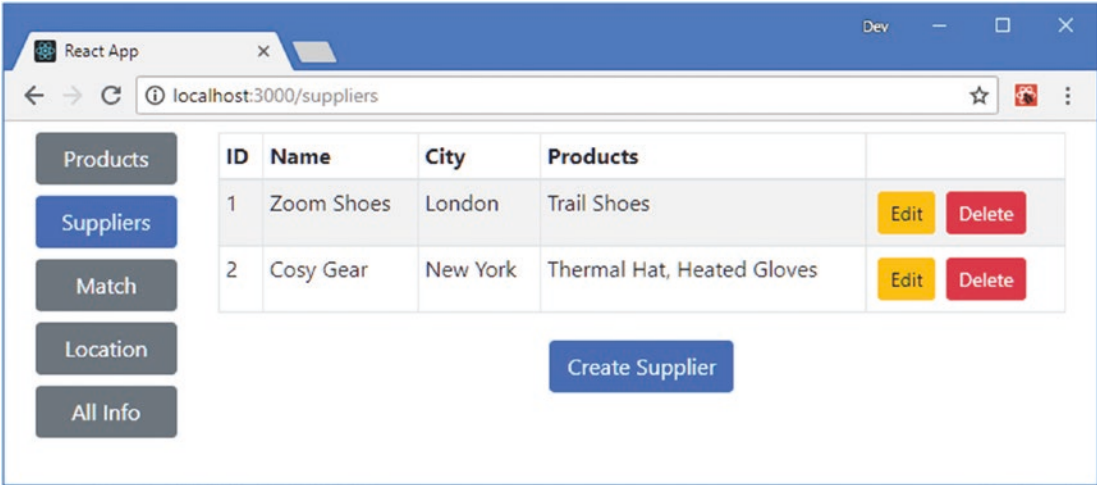 Dev
React App
localhost:3000/suppliers
Products
Suppliers
Match
Location
All Info
ID Name City Products
1 Zoom Shoes London Trail Shoes Edit Delete
2 Cosy Gear New York Thermal Hat, Heated Gloves Edit Delete
Create Supplier